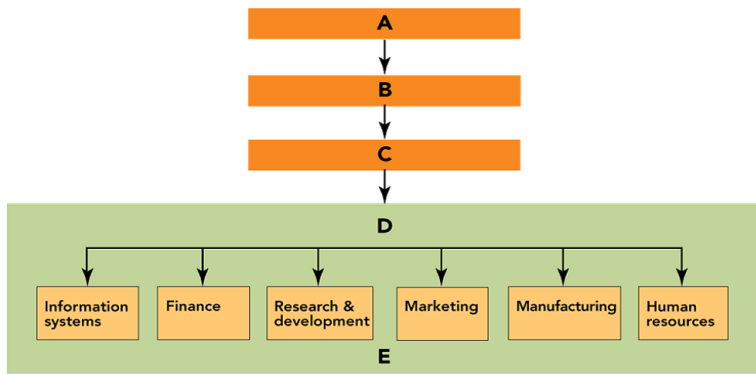 A
B
C
D
Information
systems
Finance
Research &
development
Marketing
Manufacturing
Human
resources
E